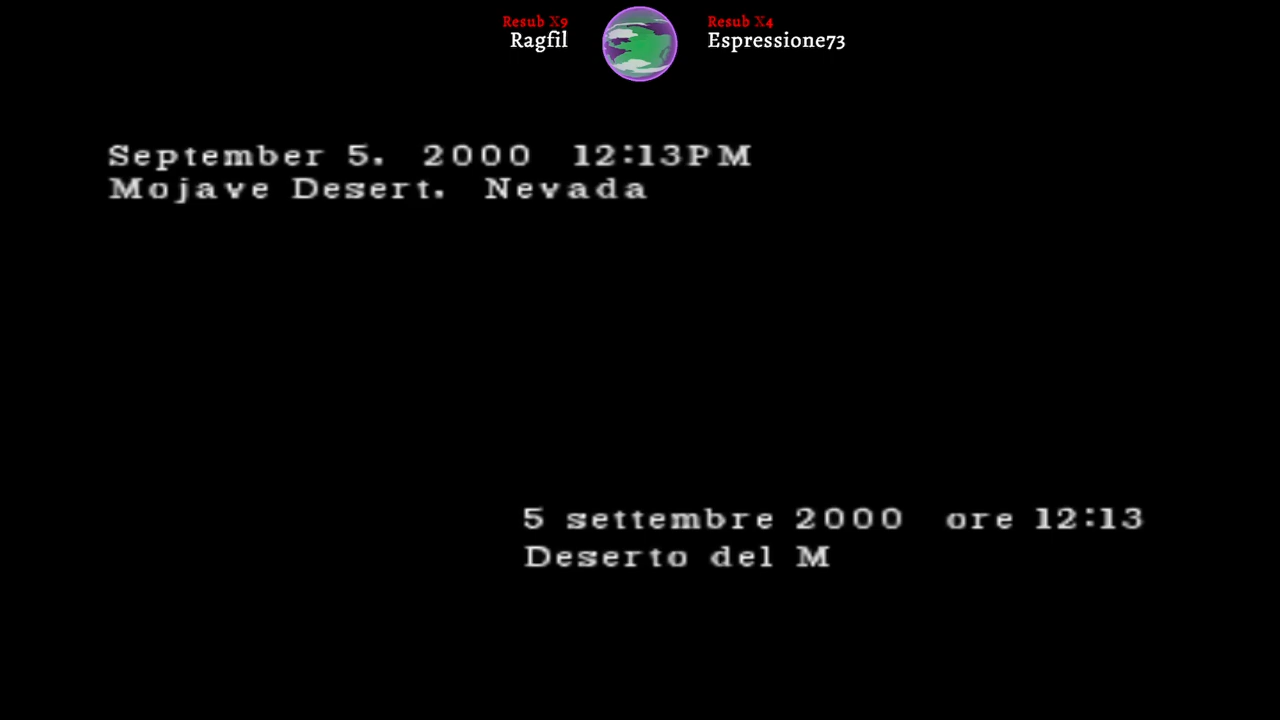 Resub X9
Ragfil
Resub X4
Espressione73
September 5, 2000 12:13PM
Mojave Desert, Nevada
5 settembre 2000 ore 12:13
Deserto del M